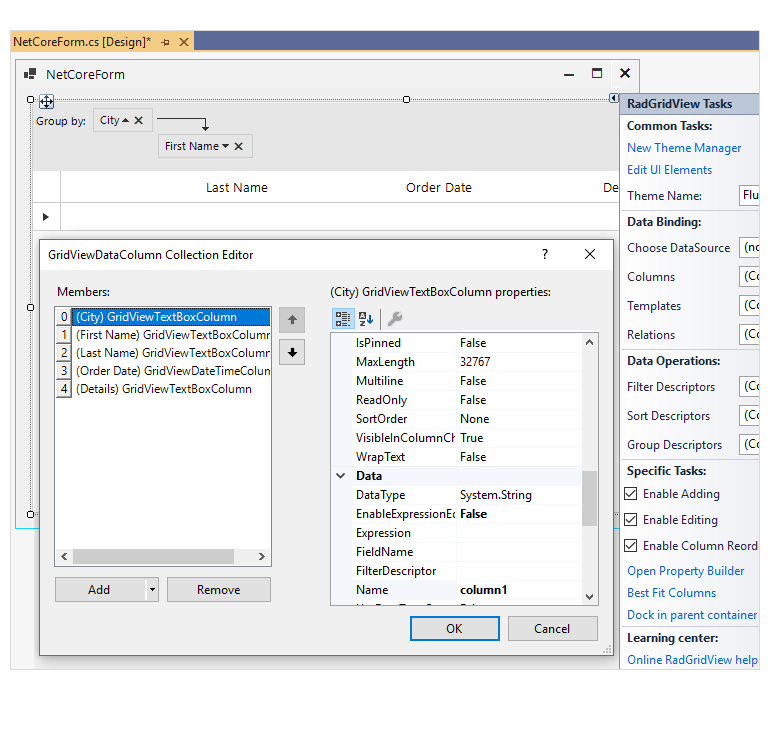 NetCoreForm.cs [Design]*
NetCoreForm
Group by:
City
First Name
Last Name
Order Date
De
RadGridView Tasks
Common Tasks:
New Theme Manager
Edit UI Elements
Theme Name:
Flu
Data Binding:
Choose DataSource
(no
Columns
(Co
Templates
(Co
Relations
(Co
Data Operations:
Filter Descriptors
(Co
Sort Descriptors
(Co
Group Descriptors
(Co
Specific Tasks:
Enable Adding
Enable Editing
Enable Column Reord
Open Property Builder
Best Fit Columns
Dock in parent container
Learning center:
Online RadGridView help
GridViewDataColumn Collection Editor
?
Members:
0 (City) GridViewTextBoxColumn
1 (First Name) GridViewTextBoxColumn
2 (Last Name) GridViewTextBoxColumn
3 (Order Date) GridViewDateTimeColun
4 (Details) GridViewTextBoxColumn
Add
Remove
(City) GridViewTextBoxColumn properties:
IsPinned False
MaxLength 32767
Multiline False
ReadOnly False
SortOrder None
VisibleInColumnCh True
WrapText False
Data
DataType System.String
EnableExpressionEd False
Expression
FieldName
FilterDescriptor
Name column1
OK
Cancel